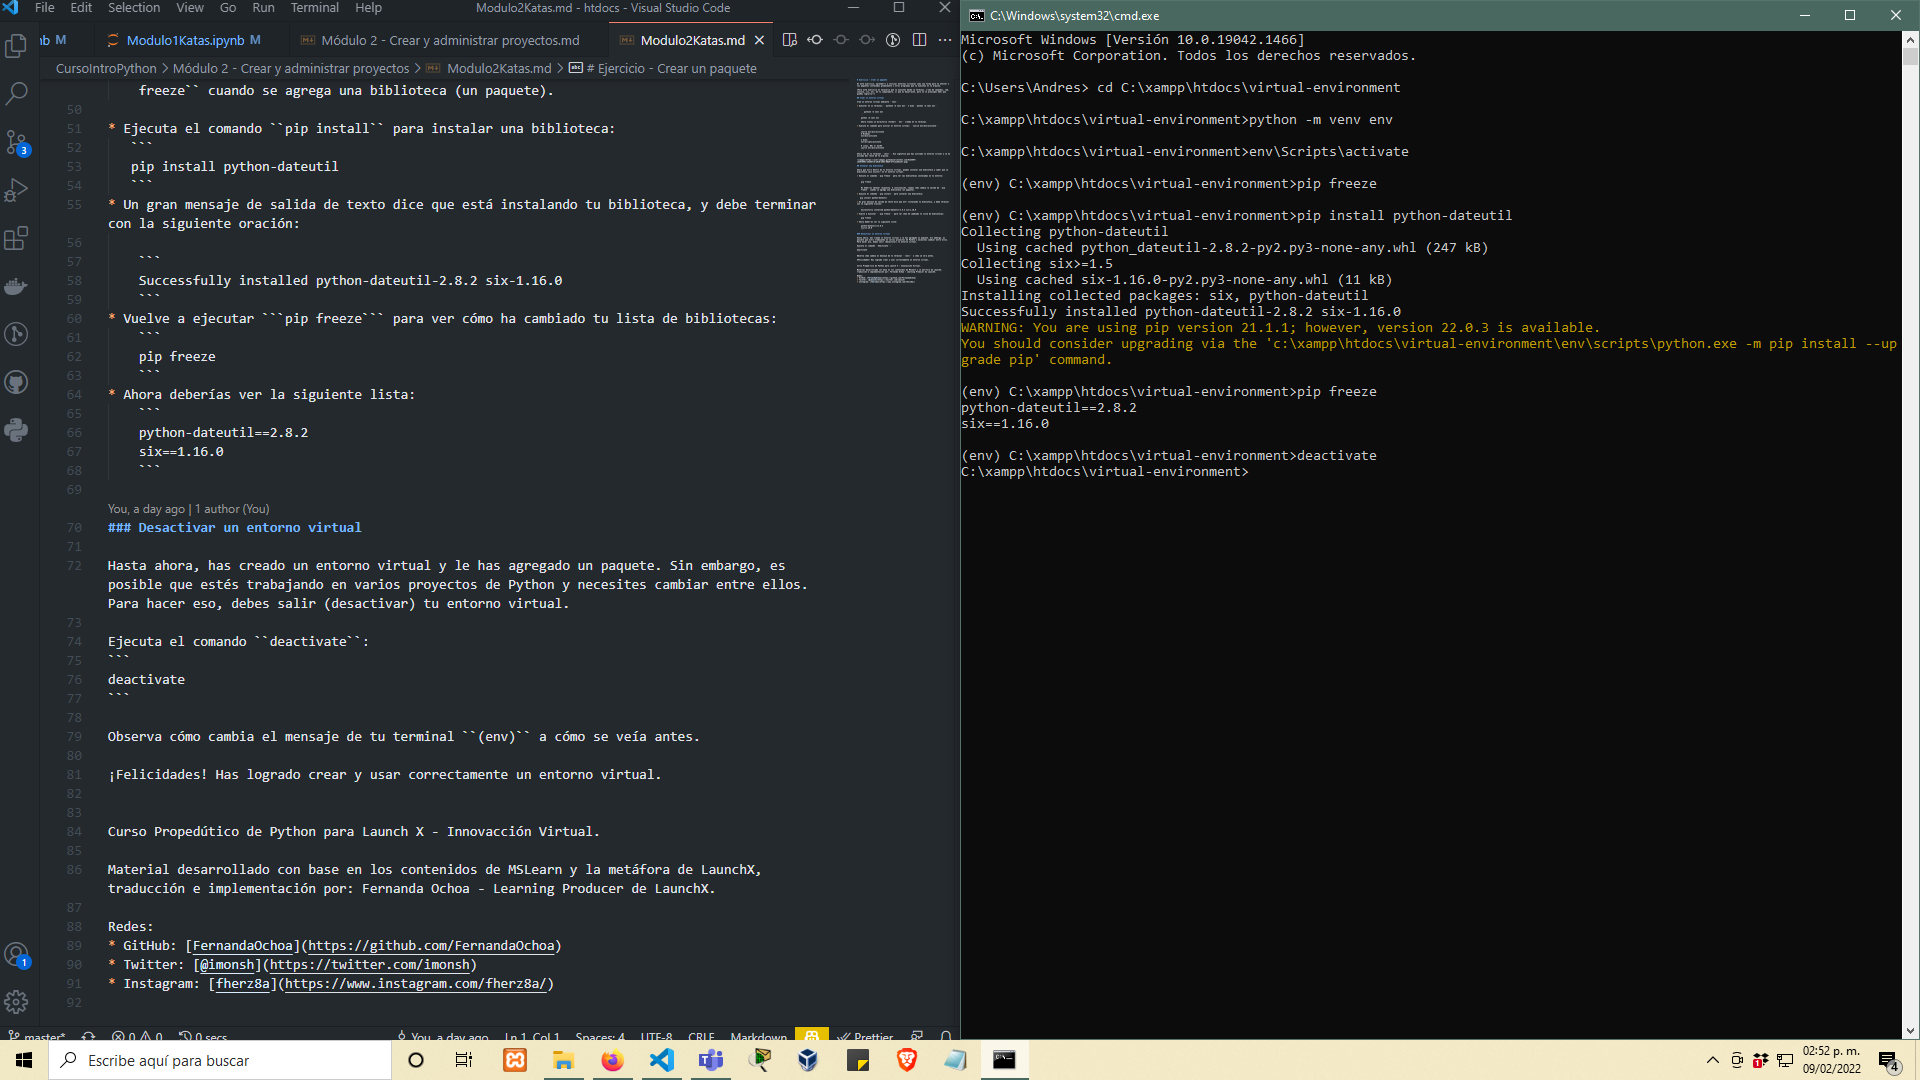 File Edit Selection View Go Run Terminal Help
Modulo2Katas.md - htdocs - Visual Studio Code
nb M
Modulo1Katas.ipynb M
Módulo 2 - Crear y administrar proyectos.md
Modulo2Katas.md
CursoIntroPython > Módulo 2 - Crear y administrar proyectos > Modulo2Katas.md > # Ejercicio - Crear un paquete
freeze`` cuando se agrega una biblioteca (un paquete).
50
51 * Ejecuta el comando ``pip install`` para instalar una biblioteca:
52 ```
53 pip install python-dateutil
54 ```
55 * Un gran mensaje de salida de texto dice que está instalando tu biblioteca, y debe terminar
con la siguiente oración:
56
57 ```
58 Successfully installed python-dateutil-2.8.2 six-1.16.0
59 ```
60 * Vuelve a ejecutar ```pip freeze``` para ver cómo ha cambiado tu lista de bibliotecas:
61 ```
62 pip freeze
63 ```
64 * Ahora deberías ver la siguiente lista:
65 ```
66 python-dateutil==2.8.2
67 six==1.16.0
68 ```
69
You, a day ago | 1 author (You)
70 ### Desactivar un entorno virtual
71
72 Hasta ahora, has creado un entorno virtual y le has agregado un paquete. Sin embargo, es
posible que estés trabajando en varios proyectos de Python y necesites cambiar entre ellos.
Para hacer eso, debes salir (desactivar) tu entorno virtual.
73
74 Ejecuta el comando ``deactivate``:
75 ```
76 deactivate
77 ```
78
79 Observa cómo cambia el mensaje de tu terminal ``(env)`` a cómo se veía antes.
80
81 ¡Felicidades! Has logrado crear y usar correctamente un entorno virtual.
82
83
84 Curso Propedútico de Python para Launch X - Innovacción Virtual.
85
86 Material desarrollado con base en los contenidos de MSLearn y la metáfora de LaunchX,
traducción e implementación por: Fernanda Ochoa - Learning Producer de LaunchX.
87
88 Redes:
89 * GitHub: [FernandaOchoa](https://github.com/FernandaOchoa)
90 * Twitter: [@imonsh](https://twitter.com/imonsh)
91 * Instagram: [fherz8a](https://www.instagram.com/fherz8a/)
92
3
1
master* 0 0 0 secs You, a day ago Ln 1, Col 1 Spaces: 4 UTF-8 CRLF Markdown Prettier
C:\Windows\system32\cmd.exe
Microsoft Windows [Versión 10.0.19042.1466]
(c) Microsoft Corporation. Todos los derechos reservados.
C:\Users\Andres> cd C:\xampp\htdocs\virtual-environment
C:\xampp\htdocs\virtual-environment>python -m venv env
C:\xampp\htdocs\virtual-environment>env\Scripts\activate
(env) C:\xampp\htdocs\virtual-environment>pip freeze
(env) C:\xampp\htdocs\virtual-environment>pip install python-dateutil
Collecting python-dateutil
Using cached python_dateutil-2.8.2-py2.py3-none-any.whl (247 kB)
Collecting six>=1.5
Using cached six-1.16.0-py2.py3-none-any.whl (11 kB)
Installing collected packages: six, python-dateutil
Successfully installed python-dateutil-2.8.2 six-1.16.0
WARNING: You are using pip version 21.1.1; however, version 22.0.3 is available.
You should consider upgrading via the 'c:\xampp\htdocs\virtual-environment\env\scripts\python.exe -m pip install --up
grade pip' command.
(env) C:\xampp\htdocs\virtual-environment>pip freeze
python-dateutil==2.8.2
six==1.16.0
(env) C:\xampp\htdocs\virtual-environment>deactivate
C:\xampp\htdocs\virtual-environment>
Escribe aquí para buscar
02:52 p. m.
09/02/2022
4